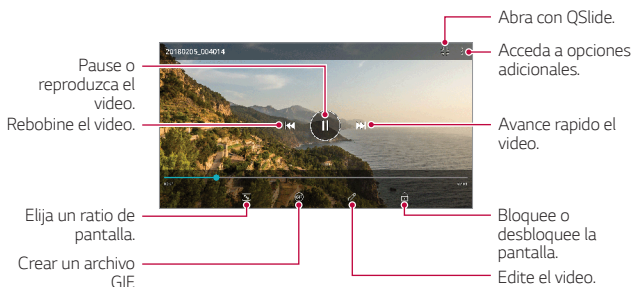 Abra con QSlide.
20180205_004014
Acceda a opciones
adicionales.
Pause o
reproduzca el
video.
Rebobine el video.
Avance rapido el
video.
Elija un ratio de
pantalla.
Bloquee o
desbloquee la
pantalla.
Crear un archivo
GIF.
Edite el video.